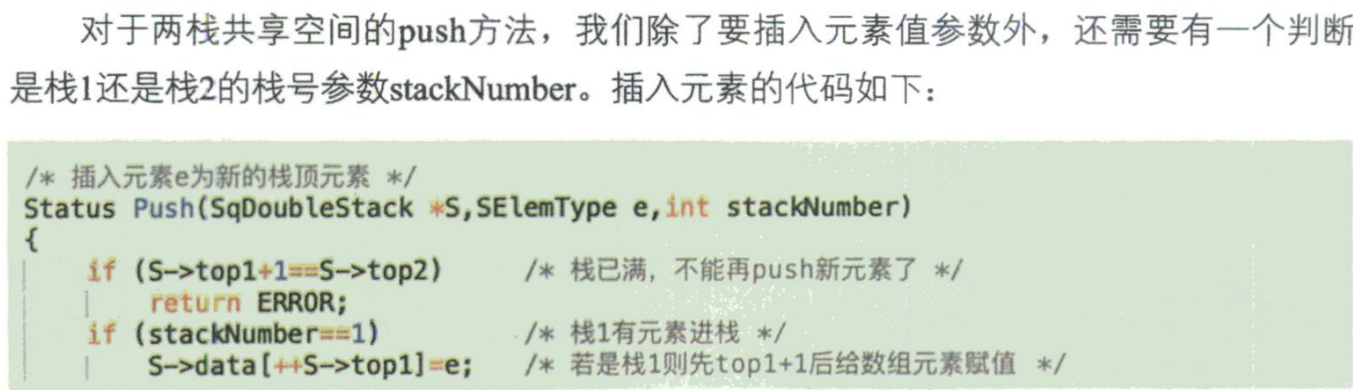 对于两栈共享空间的push方法，我们除了要插入元素值参数外，还需要有一个判断
是栈1还是栈2的栈号参数stackNumber。插入元素的代码如下：
/* 插入元素e为新的栈顶元素 */
Status Push(SqDoubleStack *S,SElemType e,int stackNumber)
{
    if (S->top1+1==S->top2)    /* 栈已满，不能再push新元素了 */
        return ERROR;
    if (stackNumber==1)    /* 栈1有元素进栈 */
        S->data[++S->top1]=e;    /* 若是栈1则先top1+1后给数组元素赋值 */